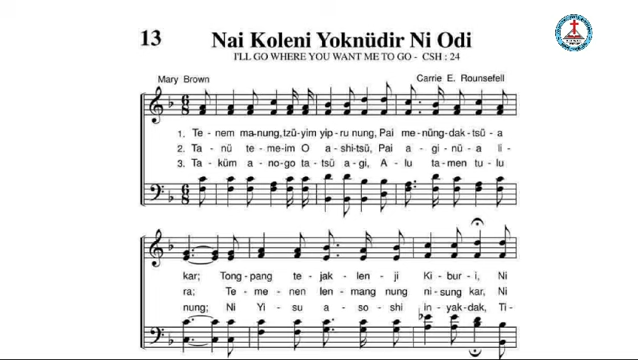 13 Nai Koleni Yoknüdir Ni Odi
I'LL GO WHERE YOU WANT ME TO GO - CSH : 24
Mary Brown Carrie E. Rounsefell
1. Te- nem ma-nung, tzü-yim yip-ru nung, Pai me-nüng-dak-tsü - a
2. Ta- nü te-me-im O a-shi-tsü, Pai a-gi-nü-a li-
3. Ta-küm a-no-go ta-tsü a-gi, A-lu ta-men tu-lu
kar; Tong-pang te-jak-len-ji Ki-bur-i, Ni
ra; Te-me-nen len-mang nung ni-sung kar, Ni
nung; Ni Yi-su a-so-shi in-yak-dak, Ti-